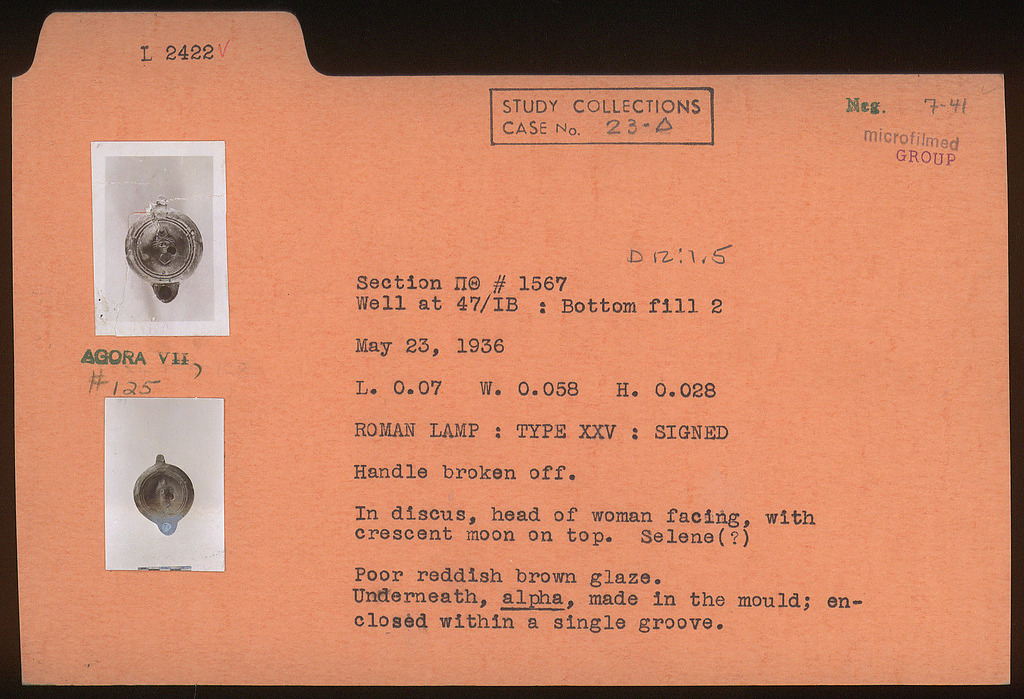 L 2422 V
STUDY COLLECTIONS
CASE No. 23-Δ
Neg. 7-41
microfilmed
GROUP
D 12:1.5
Section ΠΘ # 1567
Well at 47/ΙΒ : Bottom fill 2
May 23, 1936
AGORA VII,
#125
L. 0.07 W. 0.058 H. 0.028
ROMAN LAMP : TYPE XXV : SIGNED
Handle broken off.
In discus, head of woman facing, with
crescent moon on top. Selene(?)
Poor reddish brown glaze.
Underneath, alpha, made in the mould; en-
closed within a single groove.